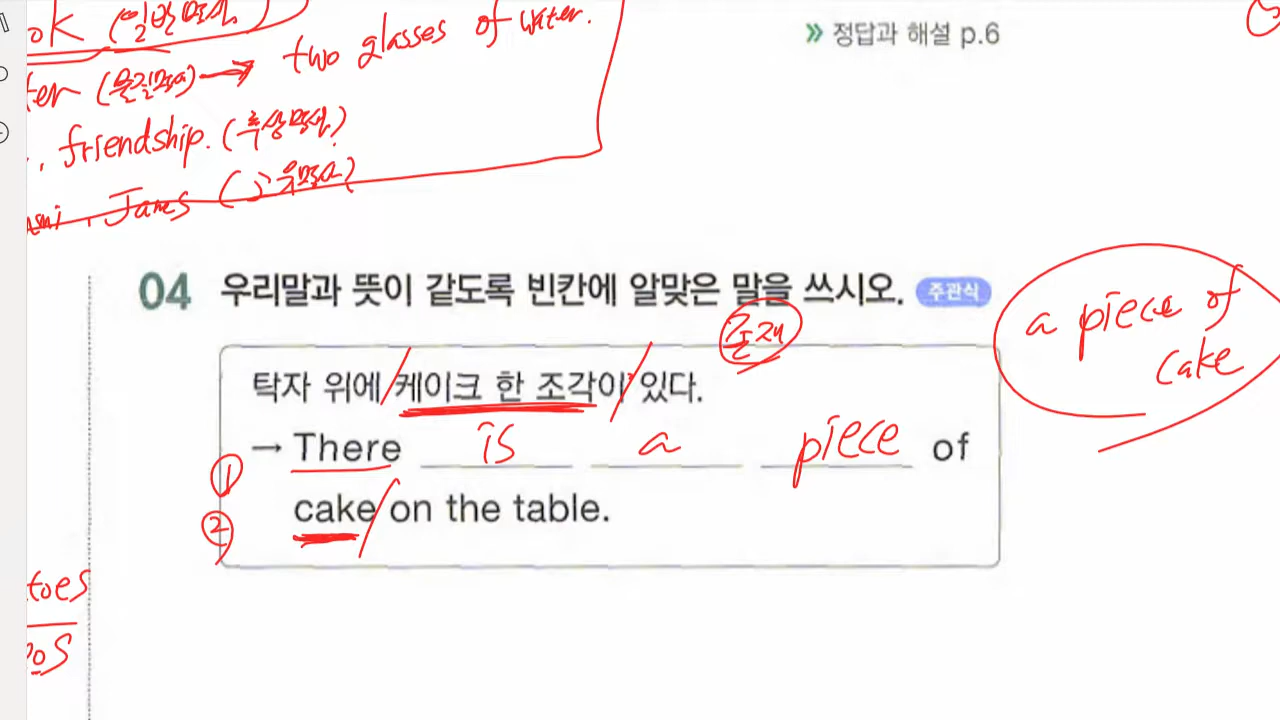 ok (일반명사)
ter (물질명사) → two glasses of water.
, friendship. (추상명사)
, James (고유명사)
» 정답과 해설 p.6
04 우리말과 뜻이 같도록 빈칸에 알맞은 말을 쓰시오. 주관식
존재
탁자 위에/케이크 한 조각이/있다.
→ There is a piece of
① 
② cake/on the table.
a piece of
cake
toes
oos